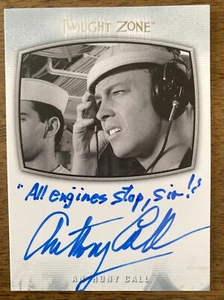 TWILIGHT ZONE
"All engines stop, sir!"
Anthony Call
ANTHONY CALL